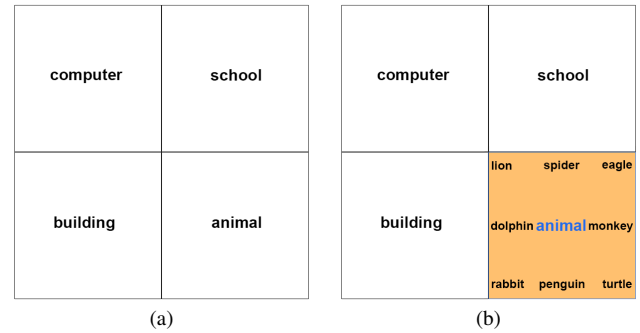 computer school
building animal
(a)
computer school
lion spider eagle
building dolphin animal monkey
rabbit penguin turtle
(b)